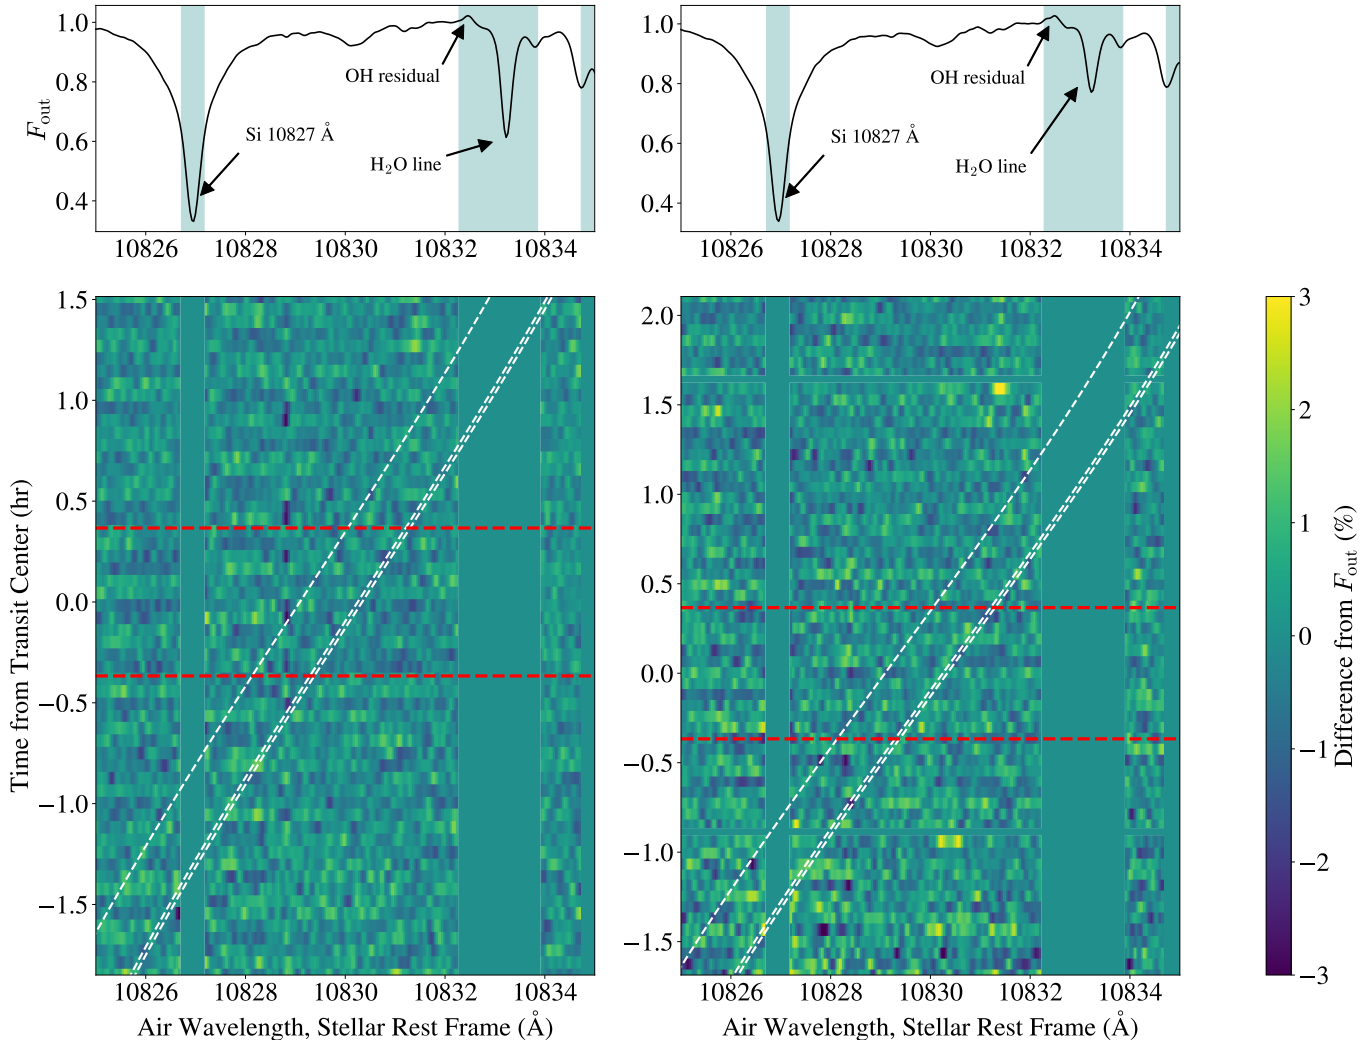 F_out
1.0
0.8
0.6
0.4
OH residual
Si 10827 Å
H₂O line
10826 10828 10830 10832 10834
1.0
0.8
0.6
0.4
OH residual
Si 10827 Å
H₂O line
10826 10828 10830 10832 10834
Time from Transit Center (hr)
1.5
1.0
0.5
0.0
−0.5
−1.0
−1.5
10826 10828 10830 10832 10834
Air Wavelength, Stellar Rest Frame (Å)
2.0
1.5
1.0
0.5
0.0
−0.5
−1.0
−1.5
10826 10828 10830 10832 10834
Air Wavelength, Stellar Rest Frame (Å)
3
2
1
0
−1
−2
−3
Difference from F_out (%)